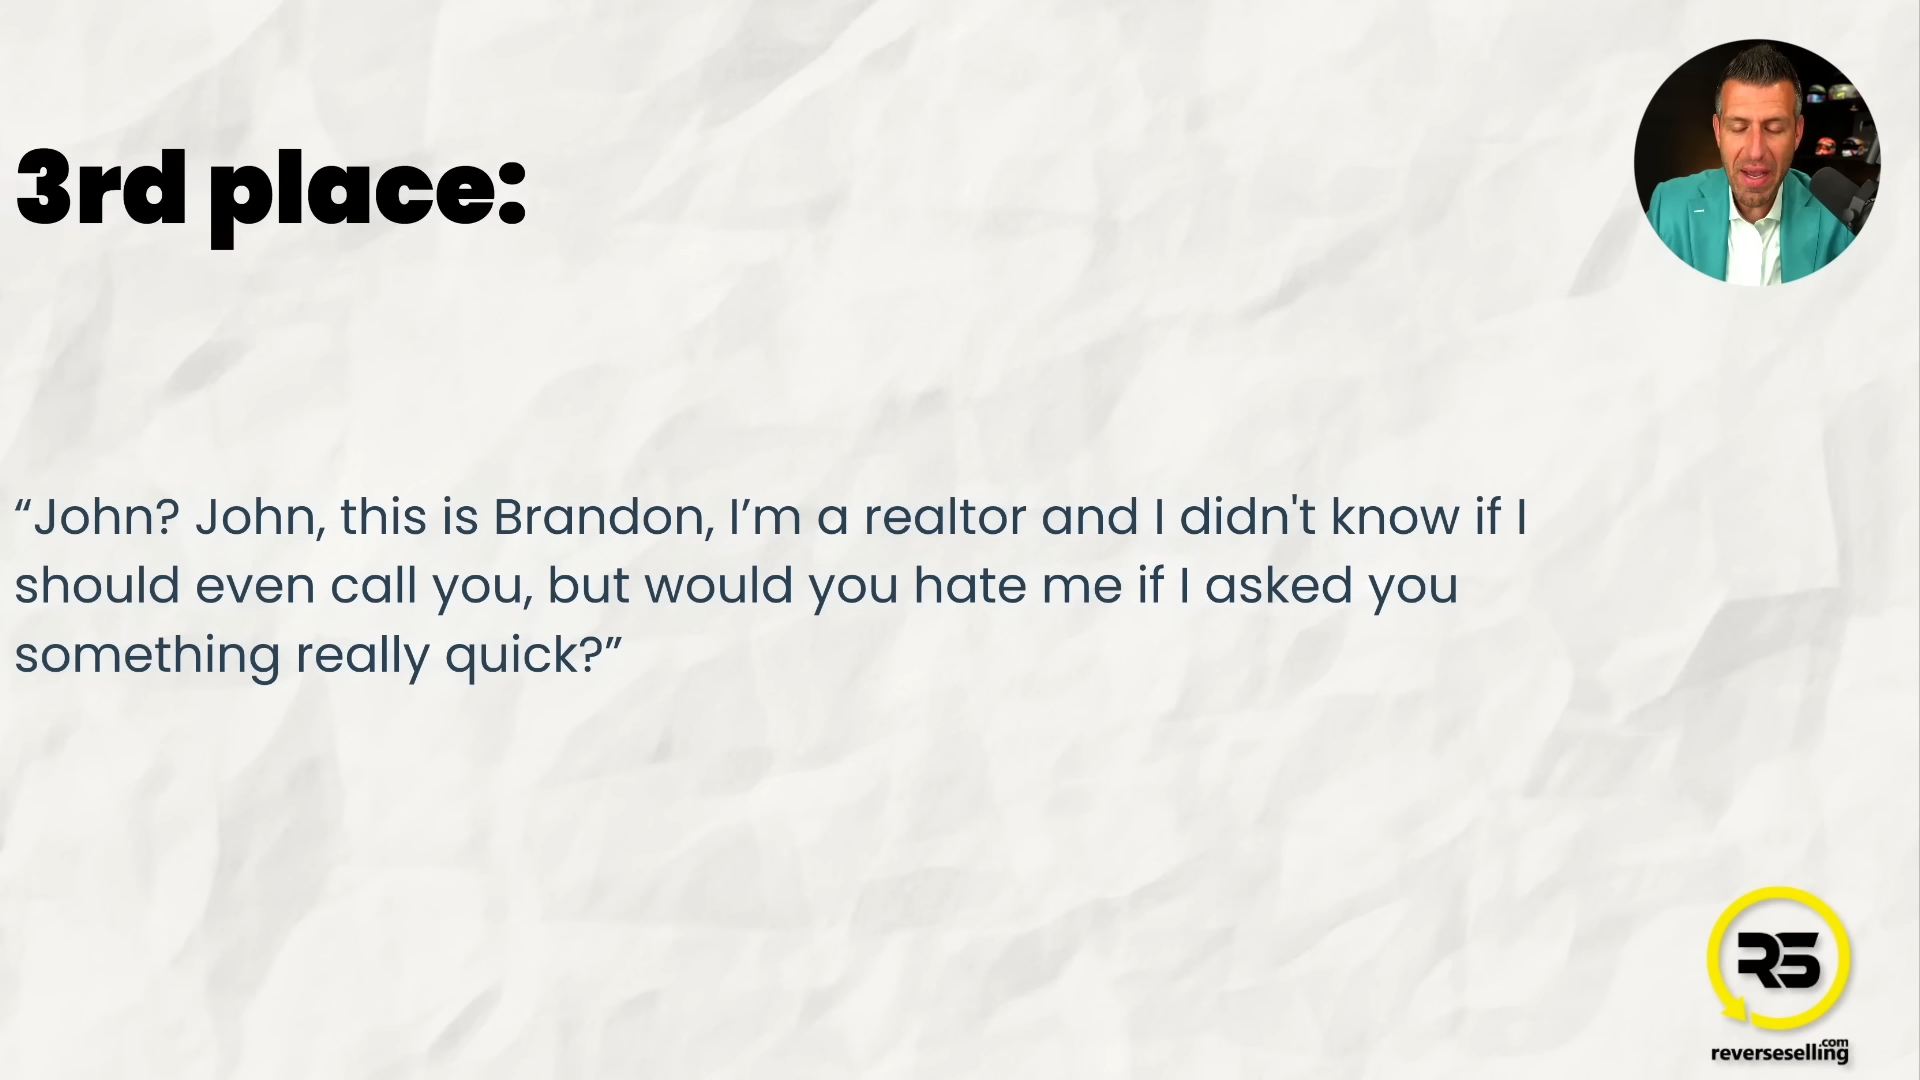 3rd place:
“John? John, this is Brandon, I’m a realtor and I didn't know if I
should even call you, but would you hate me if I asked you
something really quick?”
RS
reverseselling.com